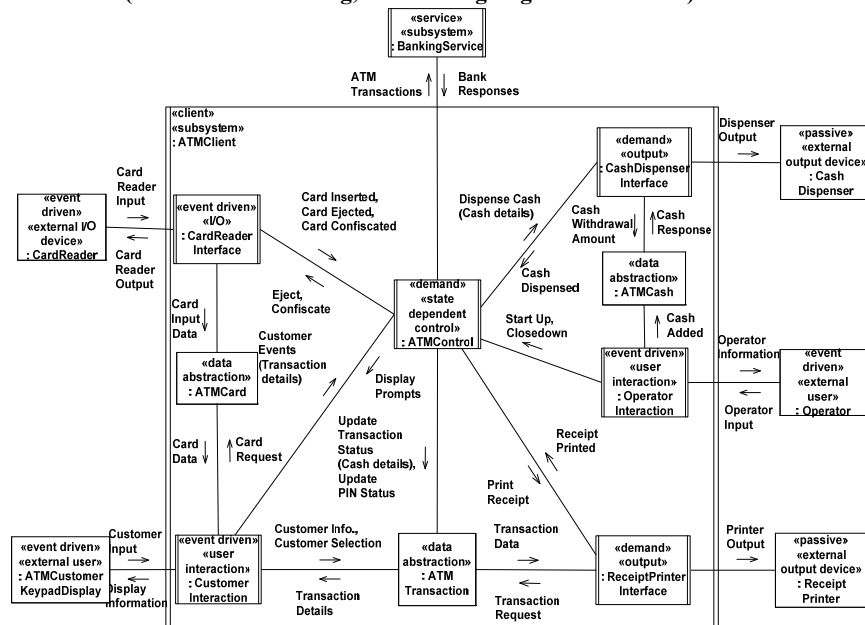 «service»
«subsystem»
: BankingService
ATM
Transactions
Bank
Responses
«client»
«subsystem»
: ATMClient
Dispenser
Output
«demand»
«output»
: CashDispenser
Interface
«passive»
«external
output device»
: Cash
Dispenser
Card
Reader
Input
«event
driven»
«external I/O
device»
: CardReader
Card
Reader
Output
«event driven»
«I/O»
: CardReader
Interface
Card Inserted,
Card Ejected,
Card Confiscated
Eject,
Confiscate
Dispense Cash
(Cash details)
Cash
Dispensed
Cash
Withdrawal
Amount
Cash
Response
«data
abstraction»
: ATMCash
Cash
Added
«demand»
«state
dependent
control»
: ATMControl
Start Up,
Closedown
Card
Input
Data
Customer
Events
(Transaction
details)
Display
Prompts
«data
abstraction»
: ATMCard
«event driven»
«user
interaction»
: Operator
Interaction
Operator
Information
Operator
Input
«event
driven»
«external
user»
: Operator
Card
Data
Card
Request
Update
Transaction
Status
(Cash details),
Update
PIN Status
Receipt
Printed
Print
Receipt
Customer
Input
«event driven»
«external user»
: ATMCustomer
KeypadDisplay
Display
Information
«event driven»
«user
interaction»
: Customer
Interaction
Customer Info.,
Customer Selection
Transaction
Details
«data
abstraction»
: ATM
Transaction
Transaction
Data
Transaction
Request
«demand»
«output»
: ReceiptPrinter
Interface
Printer
Output
«passive»
«external
output device»
: Receipt
Printer